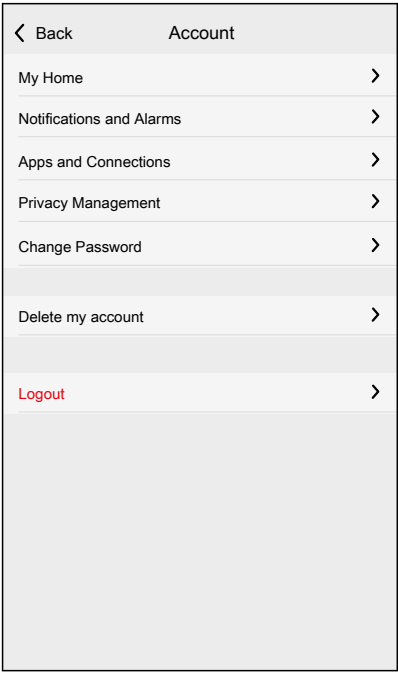 Back Account
My Home
Notifications and Alarms
Apps and Connections
Privacy Management
Change Password
Delete my account
Logout